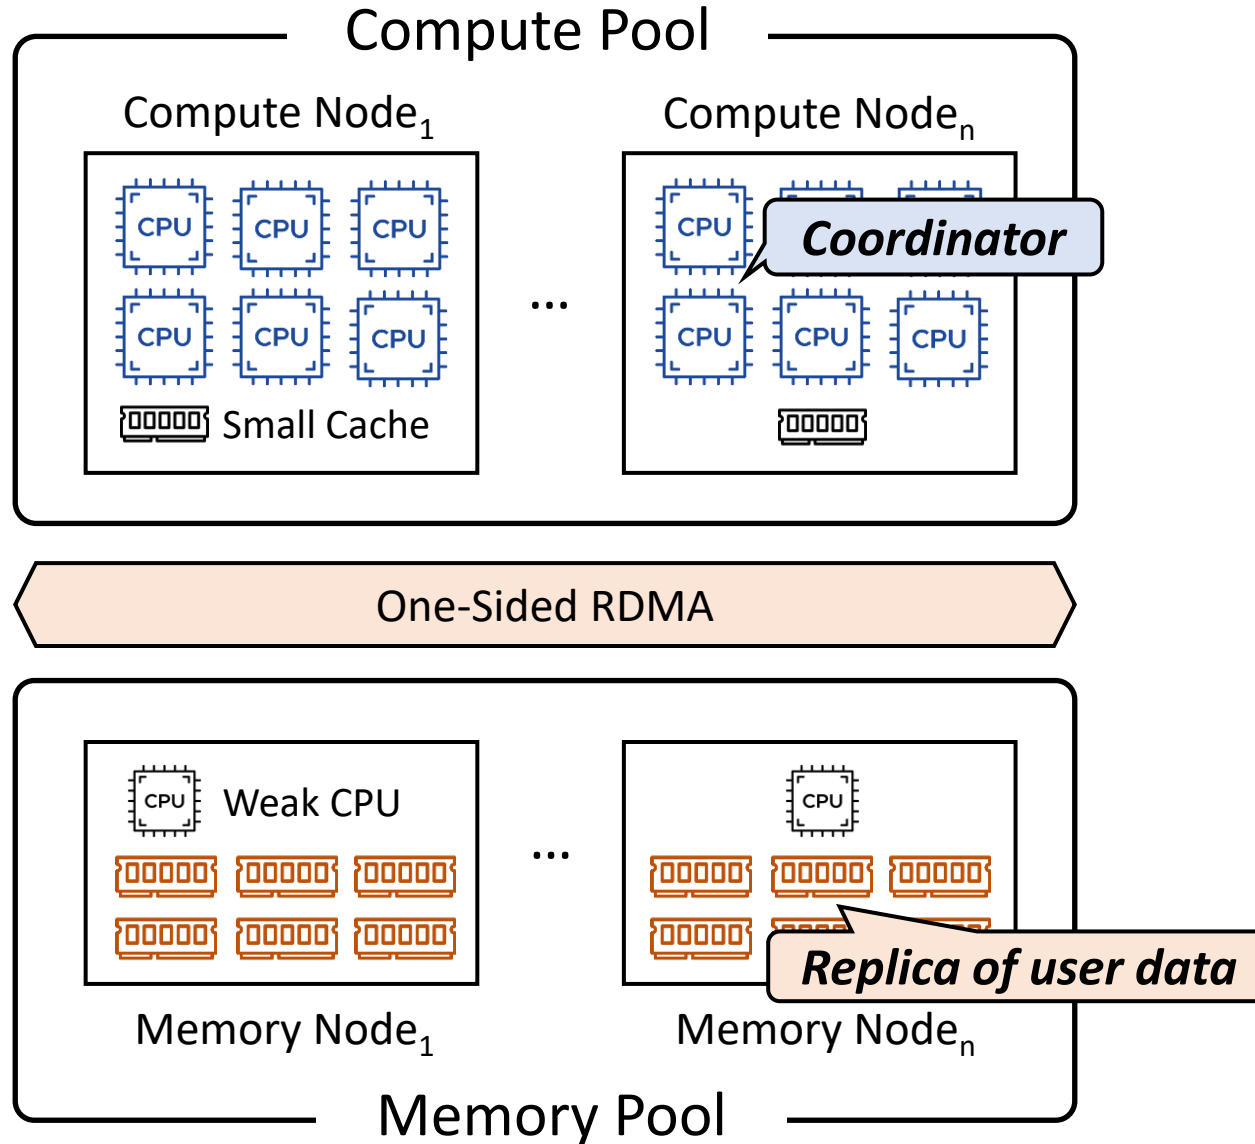 Compute Pool
Compute Node₁
Compute Nodeₙ
CPU CPU CPU
CPU
Coordinator
...
CPU CPU CPU
CPU CPU CPU
Small Cache
One-Sided RDMA
CPU
Weak CPU
CPU
...
Replica of user data
Memory Node₁
Memory Nodeₙ
Memory Pool